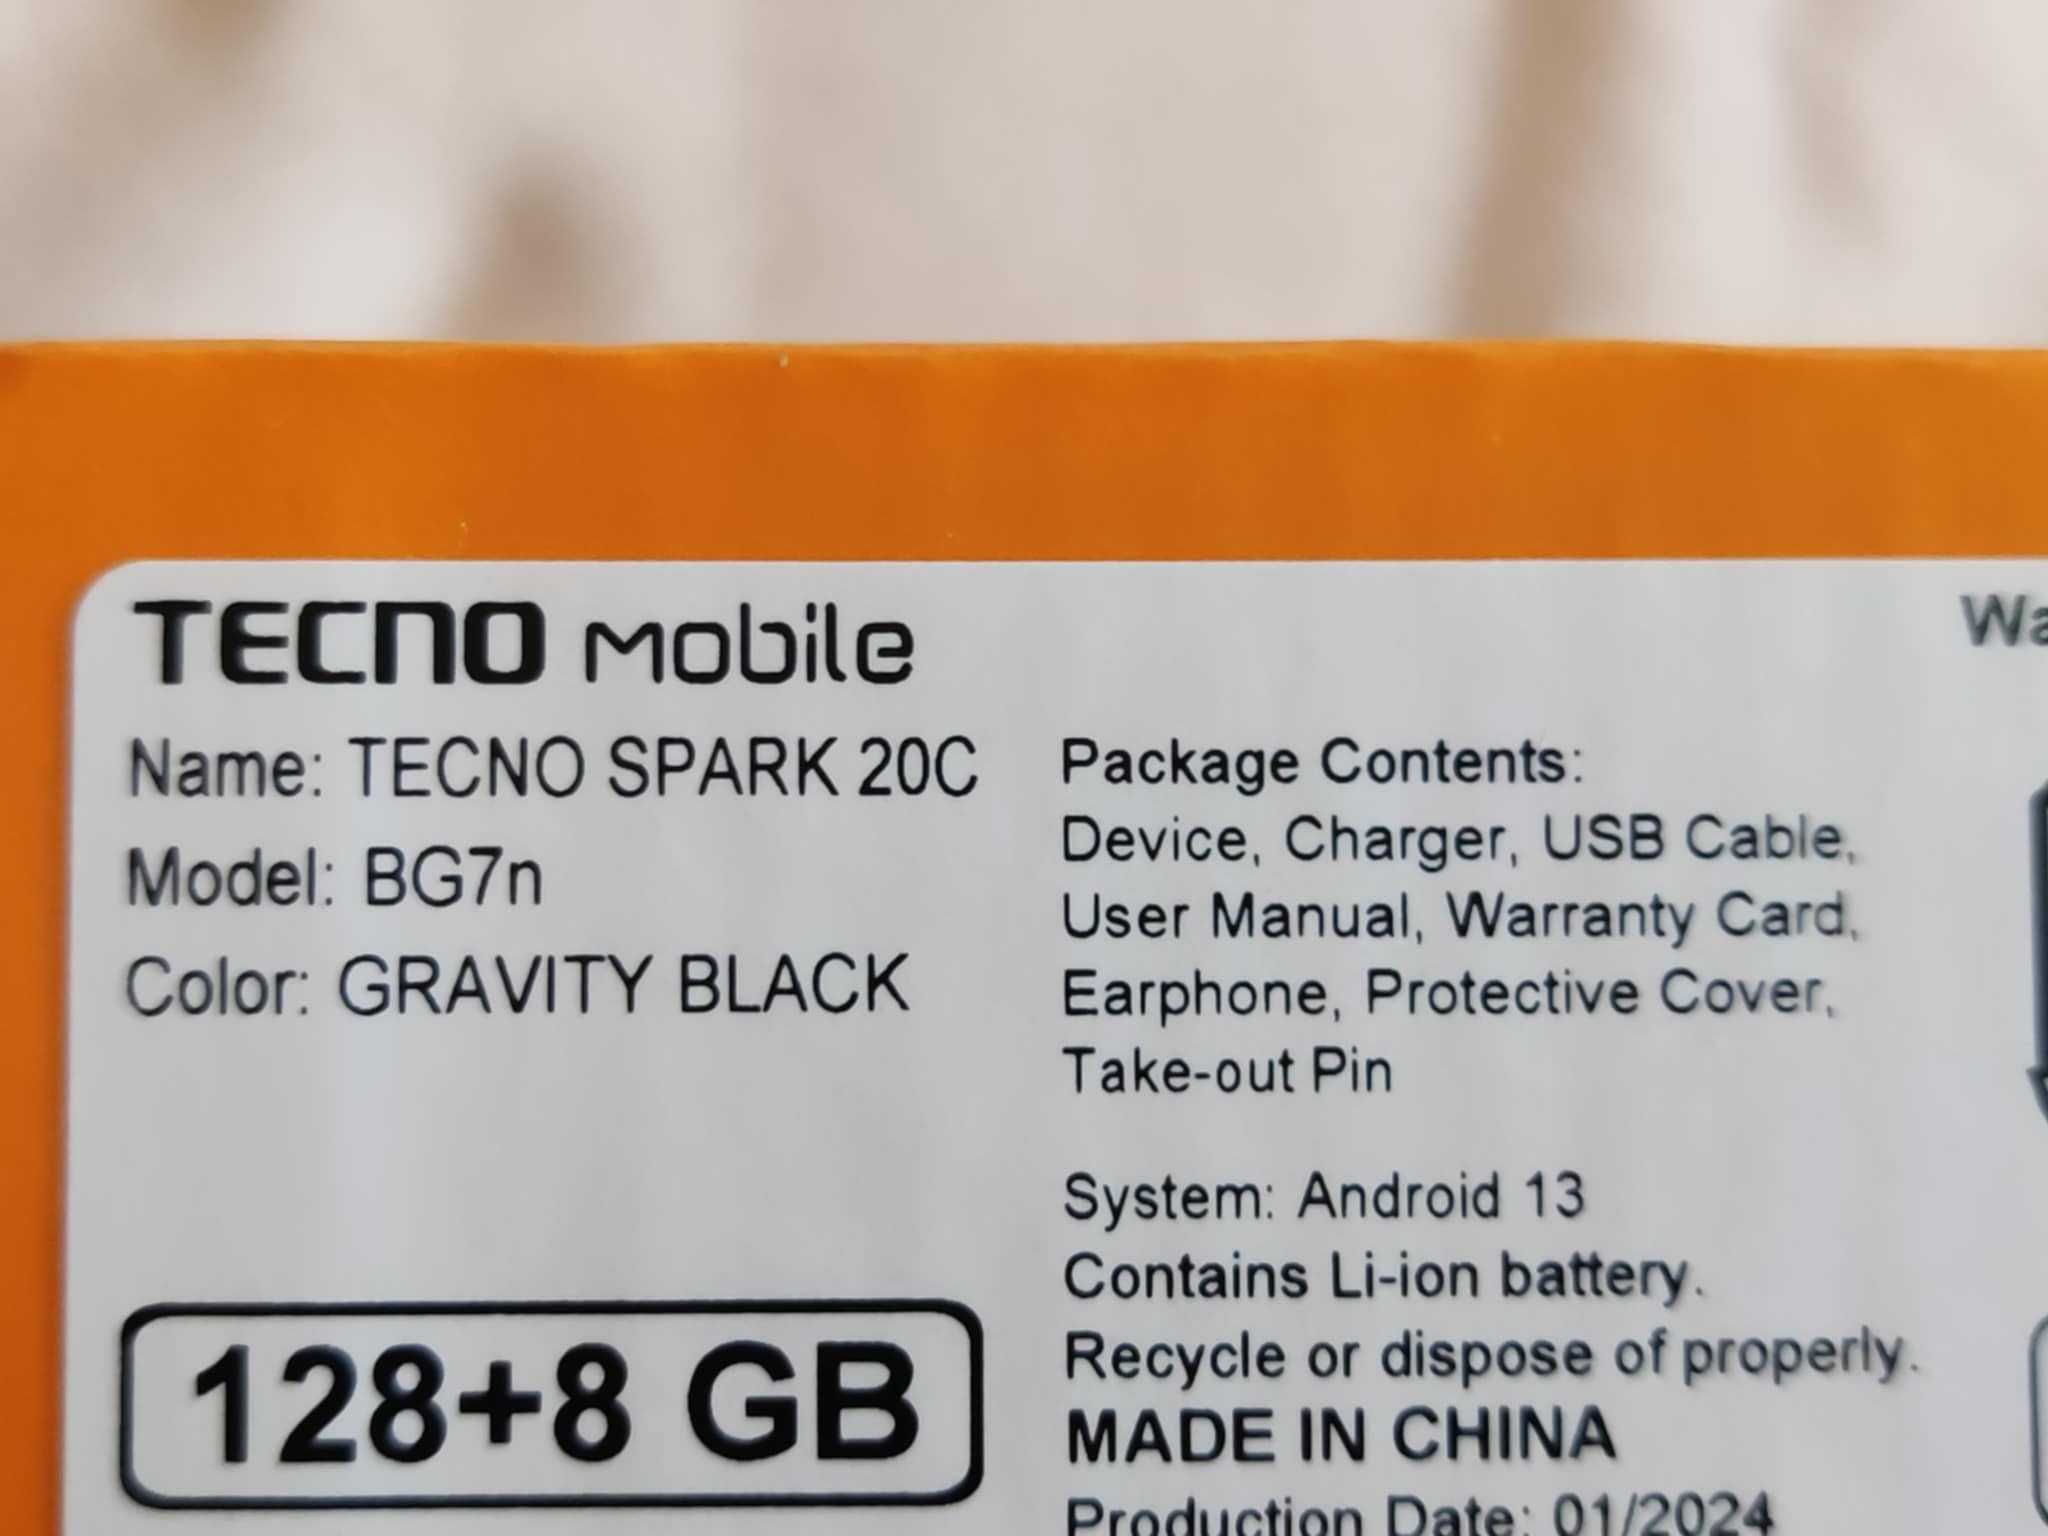 TECNO mobile
Name: TECNO SPARK 20C
Model: BG7n
Color: GRAVITY BLACK
128+8 GB
Package Contents:
Device, Charger, USB Cable,
User Manual, Warranty Card,
Earphone, Protective Cover,
Take-out Pin
System: Android 13
Contains Li-ion battery.
Recycle or dispose of properly.
MADE IN CHINA
Production Date: 01/2024